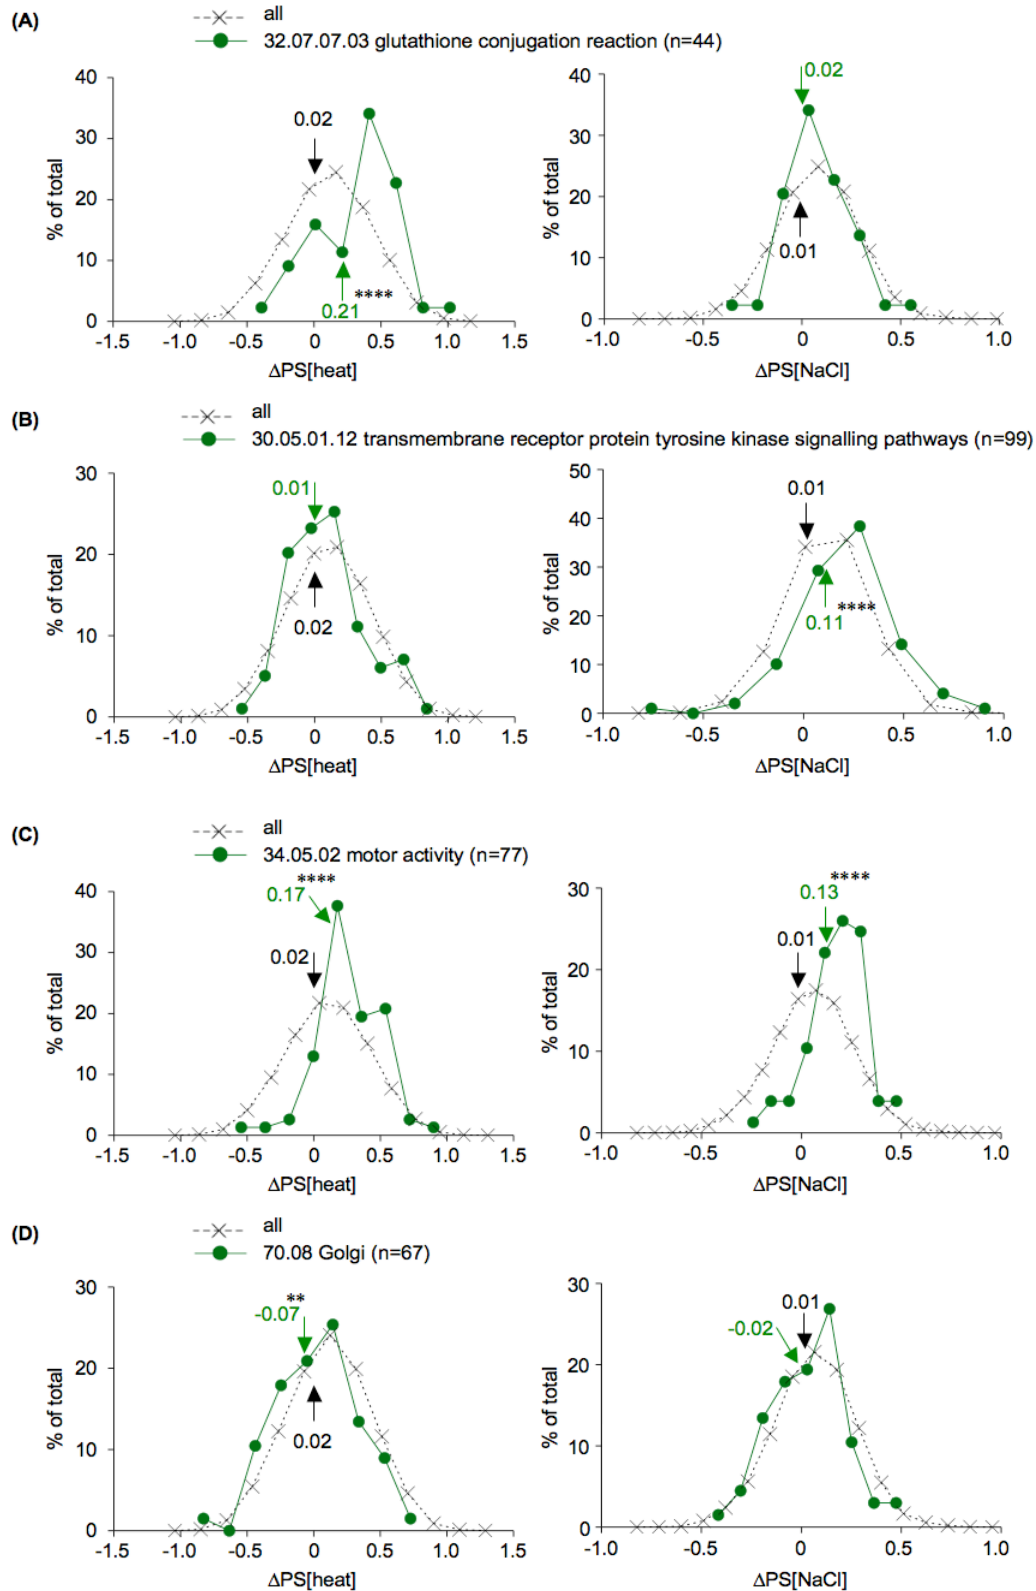 (A)
all
32.07.07.03 glutathione conjugation reaction (n=44)
40
30
20
10
0
% of total
0.02
0.21
****
-1.5 -1.0 -0.5 0 0.5 1.0 1.5
ΔPS[heat]
40
30
20
10
0
% of total
0.02
0.01
-1.0 -0.5 0 0.5 1.0
ΔPS[NaCl]
(B)
all
30.05.01.12 transmembrane receptor protein tyrosine kinase signalling pathways (n=99)
30
20
10
0
% of total
0.01
0.02
-1.5 -1.0 -0.5 0 0.5 1.0 1.5
ΔPS[heat]
50
40
30
20
10
0
% of total
0.01
0.11
****
-1.0 -0.5 0 0.5 1.0
ΔPS[NaCl]
(C)
all
34.05.02 motor activity (n=77)
40
30
20
10
0
% of total
****
0.17
0.02
-1.5 -1.0 -0.5 0 0.5 1.0 1.5
ΔPS[heat]
30
20
10
0
% of total
****
0.13
0.01
-1.0 -0.5 0 0.5 1.0
ΔPS[NaCl]
(D)
all
70.08 Golgi (n=67)
30
20
10
0
% of total
**
-0.07
0.02
-1.5 -1.0 -0.5 0 0.5 1.0 1.5
ΔPS[heat]
30
20
10
0
% of total
0.01
-0.02
-1.0 -0.5 0 0.5 1.0
ΔPS[NaCl]